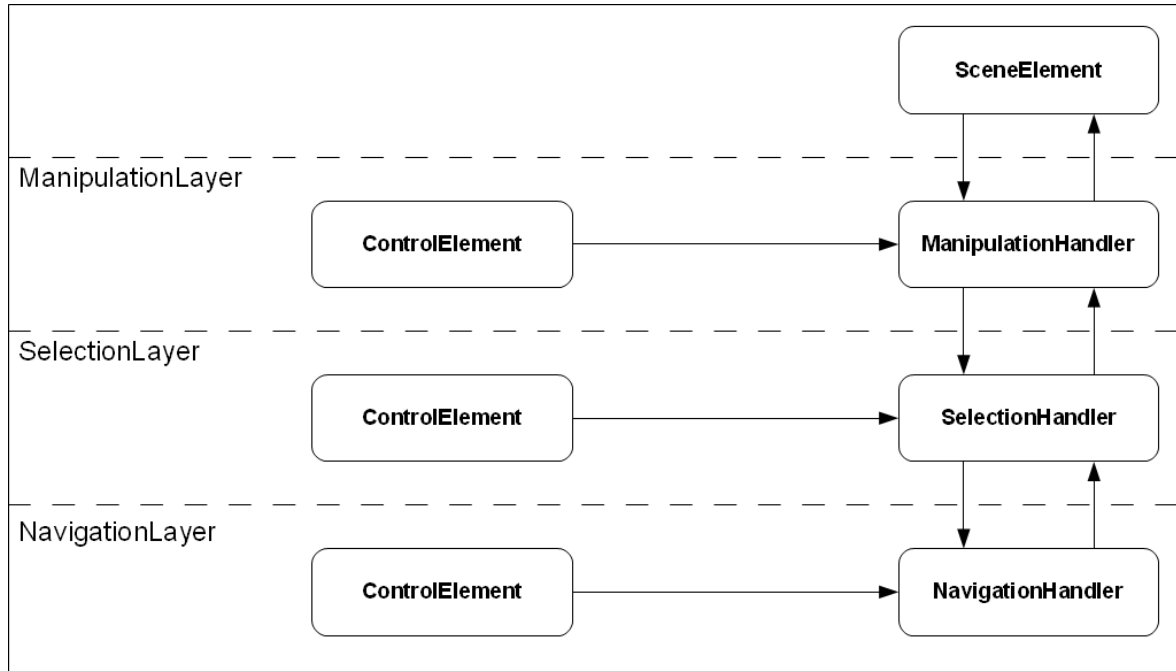 SceneElement
ManipulationLayer
ControlElement
ManipulationHandler
SelectionLayer
ControlElement
SelectionHandler
NavigationLayer
ControlElement
NavigationHandler